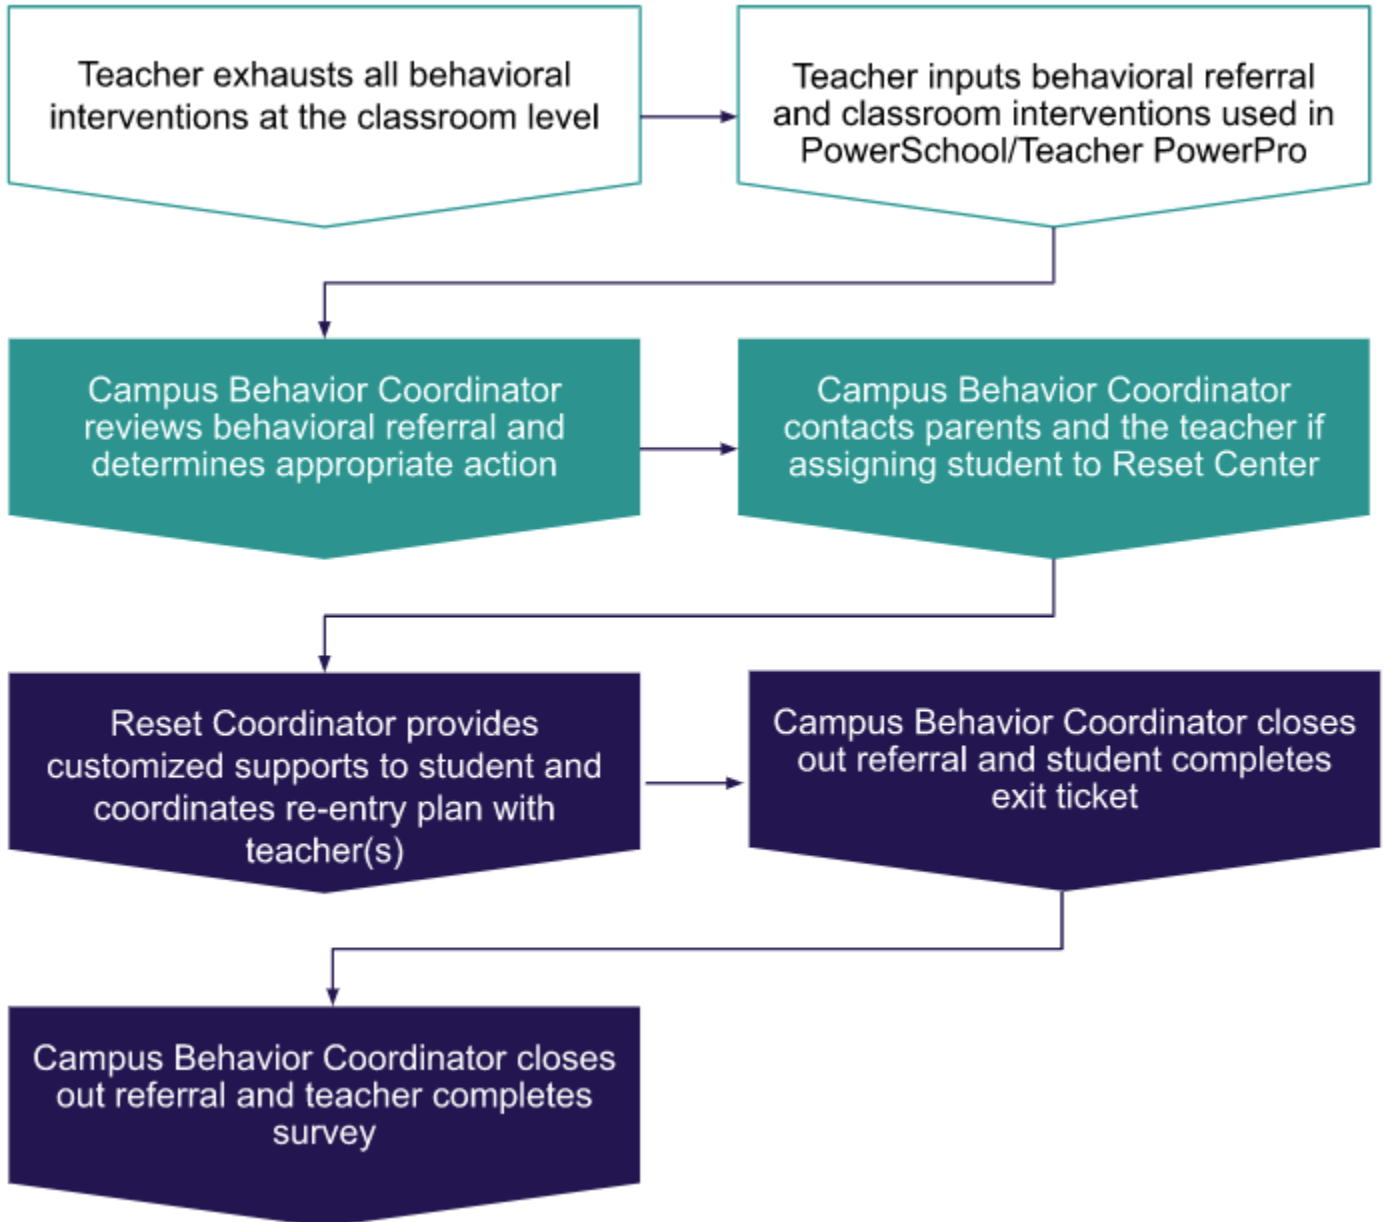 Teacher exhausts all behavioral
interventions at the classroom level
Teacher inputs behavioral referral
and classroom interventions used in
PowerSchool/Teacher PowerPro
Campus Behavior Coordinator
reviews behavioral referral and
determines appropriate action
Campus Behavior Coordinator
contacts parents and the teacher if
assigning student to Reset Center
Reset Coordinator provides
customized supports to student and
coordinates re-entry plan with
teacher(s)
Campus Behavior Coordinator closes
out referral and student completes
exit ticket
Campus Behavior Coordinator closes
out referral and teacher completes
survey